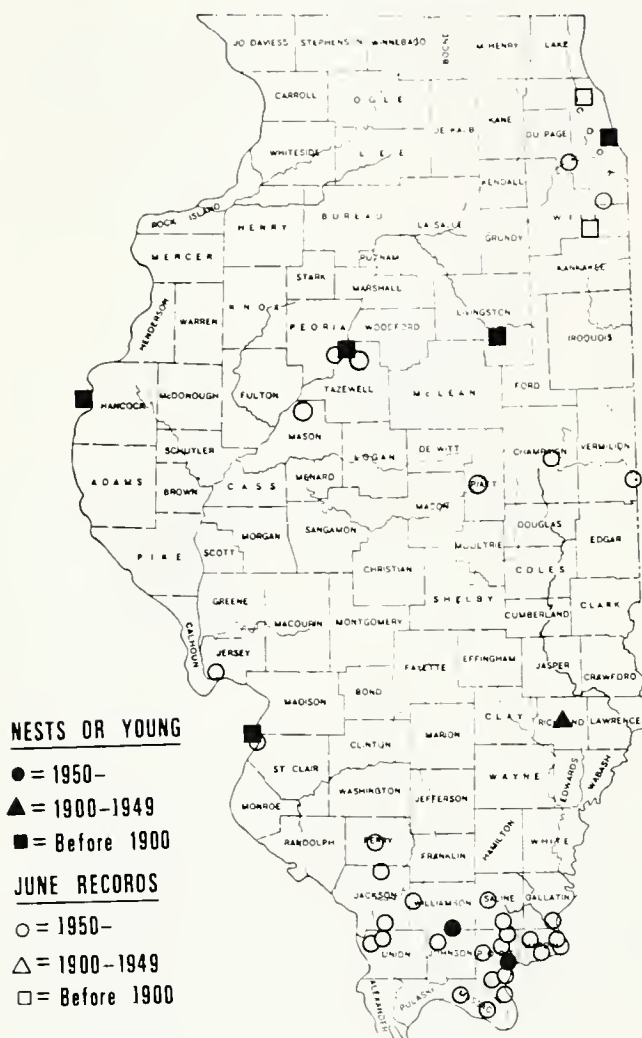 JO DAVIESS STEPHENSON WINNEBAGO BOONE McHENRY LAKE
CARROLL OGLE KANE
DE KALB DU PAGE COOK
WHITESIDE LEE
KENDALL
ROCK ISLAND BUREAU WILL
HENRY LA SALLE GRUNDY
MERCER PUTNAM KANKAKEE
STARK
MARSHALL
HENDERSON WARREN KNOX PEORIA WOODFORD LIVINGSTON IROQUOIS
FORD
HANCOCK McDONOUGH FULTON TAZEWELL McLEAN
MASON
SCHUYLER LOGAN DE WITT CHAMPAIGN VERMILION
ADAMS MENARD
BROWN CASS PIATT
MACON
MORGAN SANGAMON DOUGLAS
PIKE SCOTT MOULTRIE EDGAR
CHRISTIAN COLES
GREENE SHELBY
MACOUPIN MONTGOMERY CUMBERLAND CLARK
CALHOUN JERSEY
FAYETTE EFFINGHAM JASPER CRAWFORD
BOND
MADISON
CLAY RICHLAND LAWRENCE
MARION
CLINTON
ST CLAIR
WAYNE EDWARDS WABASH
WASHINGTON
MONROE JEFFERSON
HAMILTON WHITE
RANDOLPH PERRY
FRANKLIN
JACKSON
WILLIAMSON SALINE GALLATIN
UNION JOHNSON POPE HARDIN
ALEXANDER PULASKI MASSAC
NESTS OR YOUNG
● = 1950-
▲ = 1900-1949
■ = Before 1900
JUNE RECORDS
○ = 1950-
△ = 1900-1949
□ = Before 1900